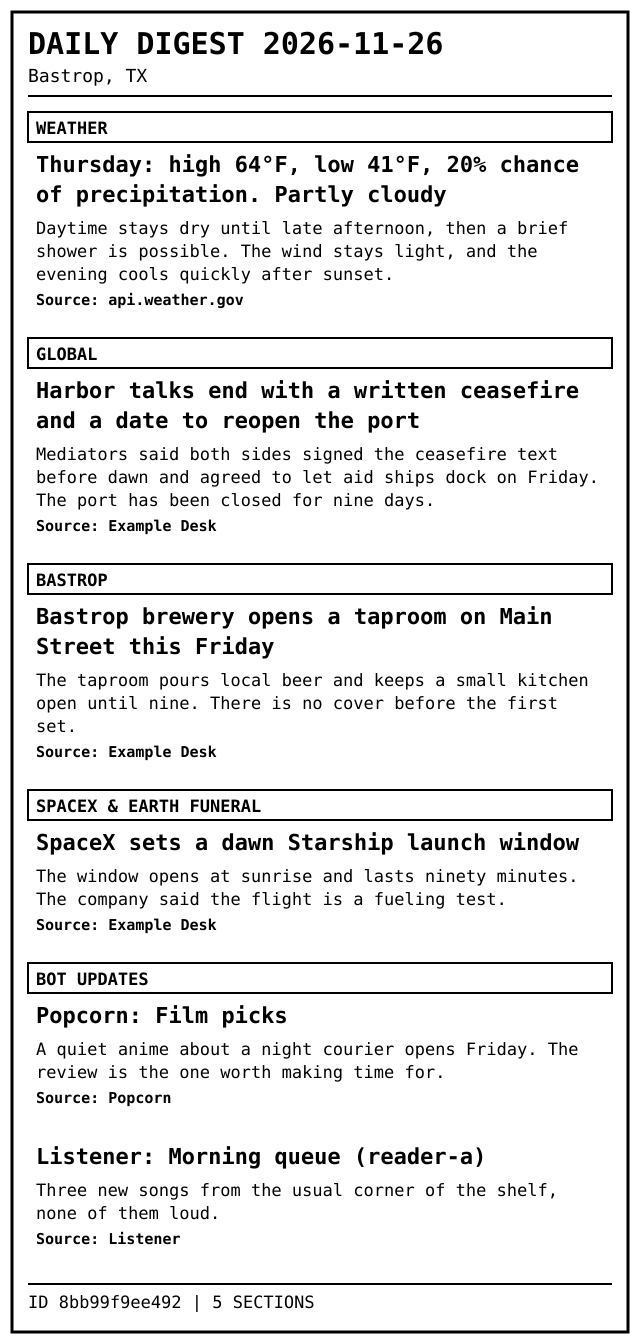 DAILY DIGEST 2026-11-26
Bastrop, TX
WEATHER
Thursday: high 64°F, low 41°F, 20% chance
of precipitation. Partly cloudy
Daytime stays dry until late afternoon, then a brief
shower is possible. The wind stays light, and the
evening cools quickly after sunset.
Source: api.weather.gov
GLOBAL
Harbor talks end with a written ceasefire
and a date to reopen the port
Mediators said both sides signed the ceasefire text
before dawn and agreed to let aid ships dock on Friday.
The port has been closed for nine days.
Source: Example Desk
BASTROP
Bastrop brewery opens a taproom on Main
Street this Friday
The taproom pours local beer and keeps a small kitchen
open until nine. There is no cover before the first
set.
Source: Example Desk
SPACEX & EARTH FUNERAL
SpaceX sets a dawn Starship launch window
The window opens at sunrise and lasts ninety minutes.
The company said the flight is a fueling test.
Source: Example Desk
BOT UPDATES
Popcorn: Film picks
A quiet anime about a night courier opens Friday. The
review is the one worth making time for.
Source: Popcorn
Listener: Morning queue (reader-a)
Three new songs from the usual corner of the shelf,
none of them loud.
Source: Listener
ID 8bb99f9ee492 | 5 SECTIONS